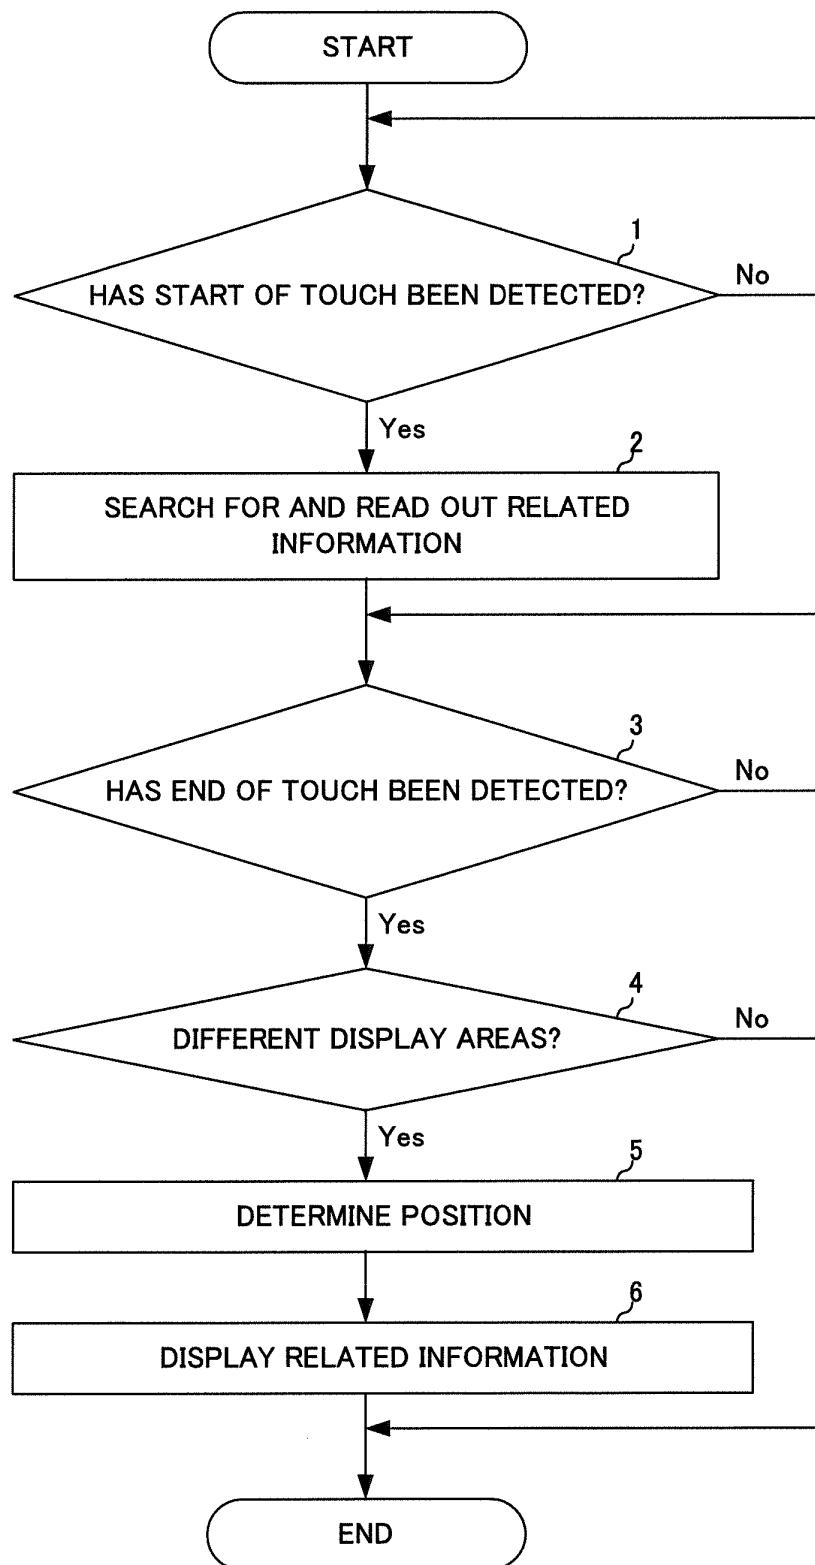 START
1
HAS START OF TOUCH BEEN DETECTED?
No
Yes
2
SEARCH FOR AND READ OUT RELATED
INFORMATION
3
HAS END OF TOUCH BEEN DETECTED?
No
Yes
4
DIFFERENT DISPLAY AREAS?
No
Yes
5
DETERMINE POSITION
6
DISPLAY RELATED INFORMATION
END